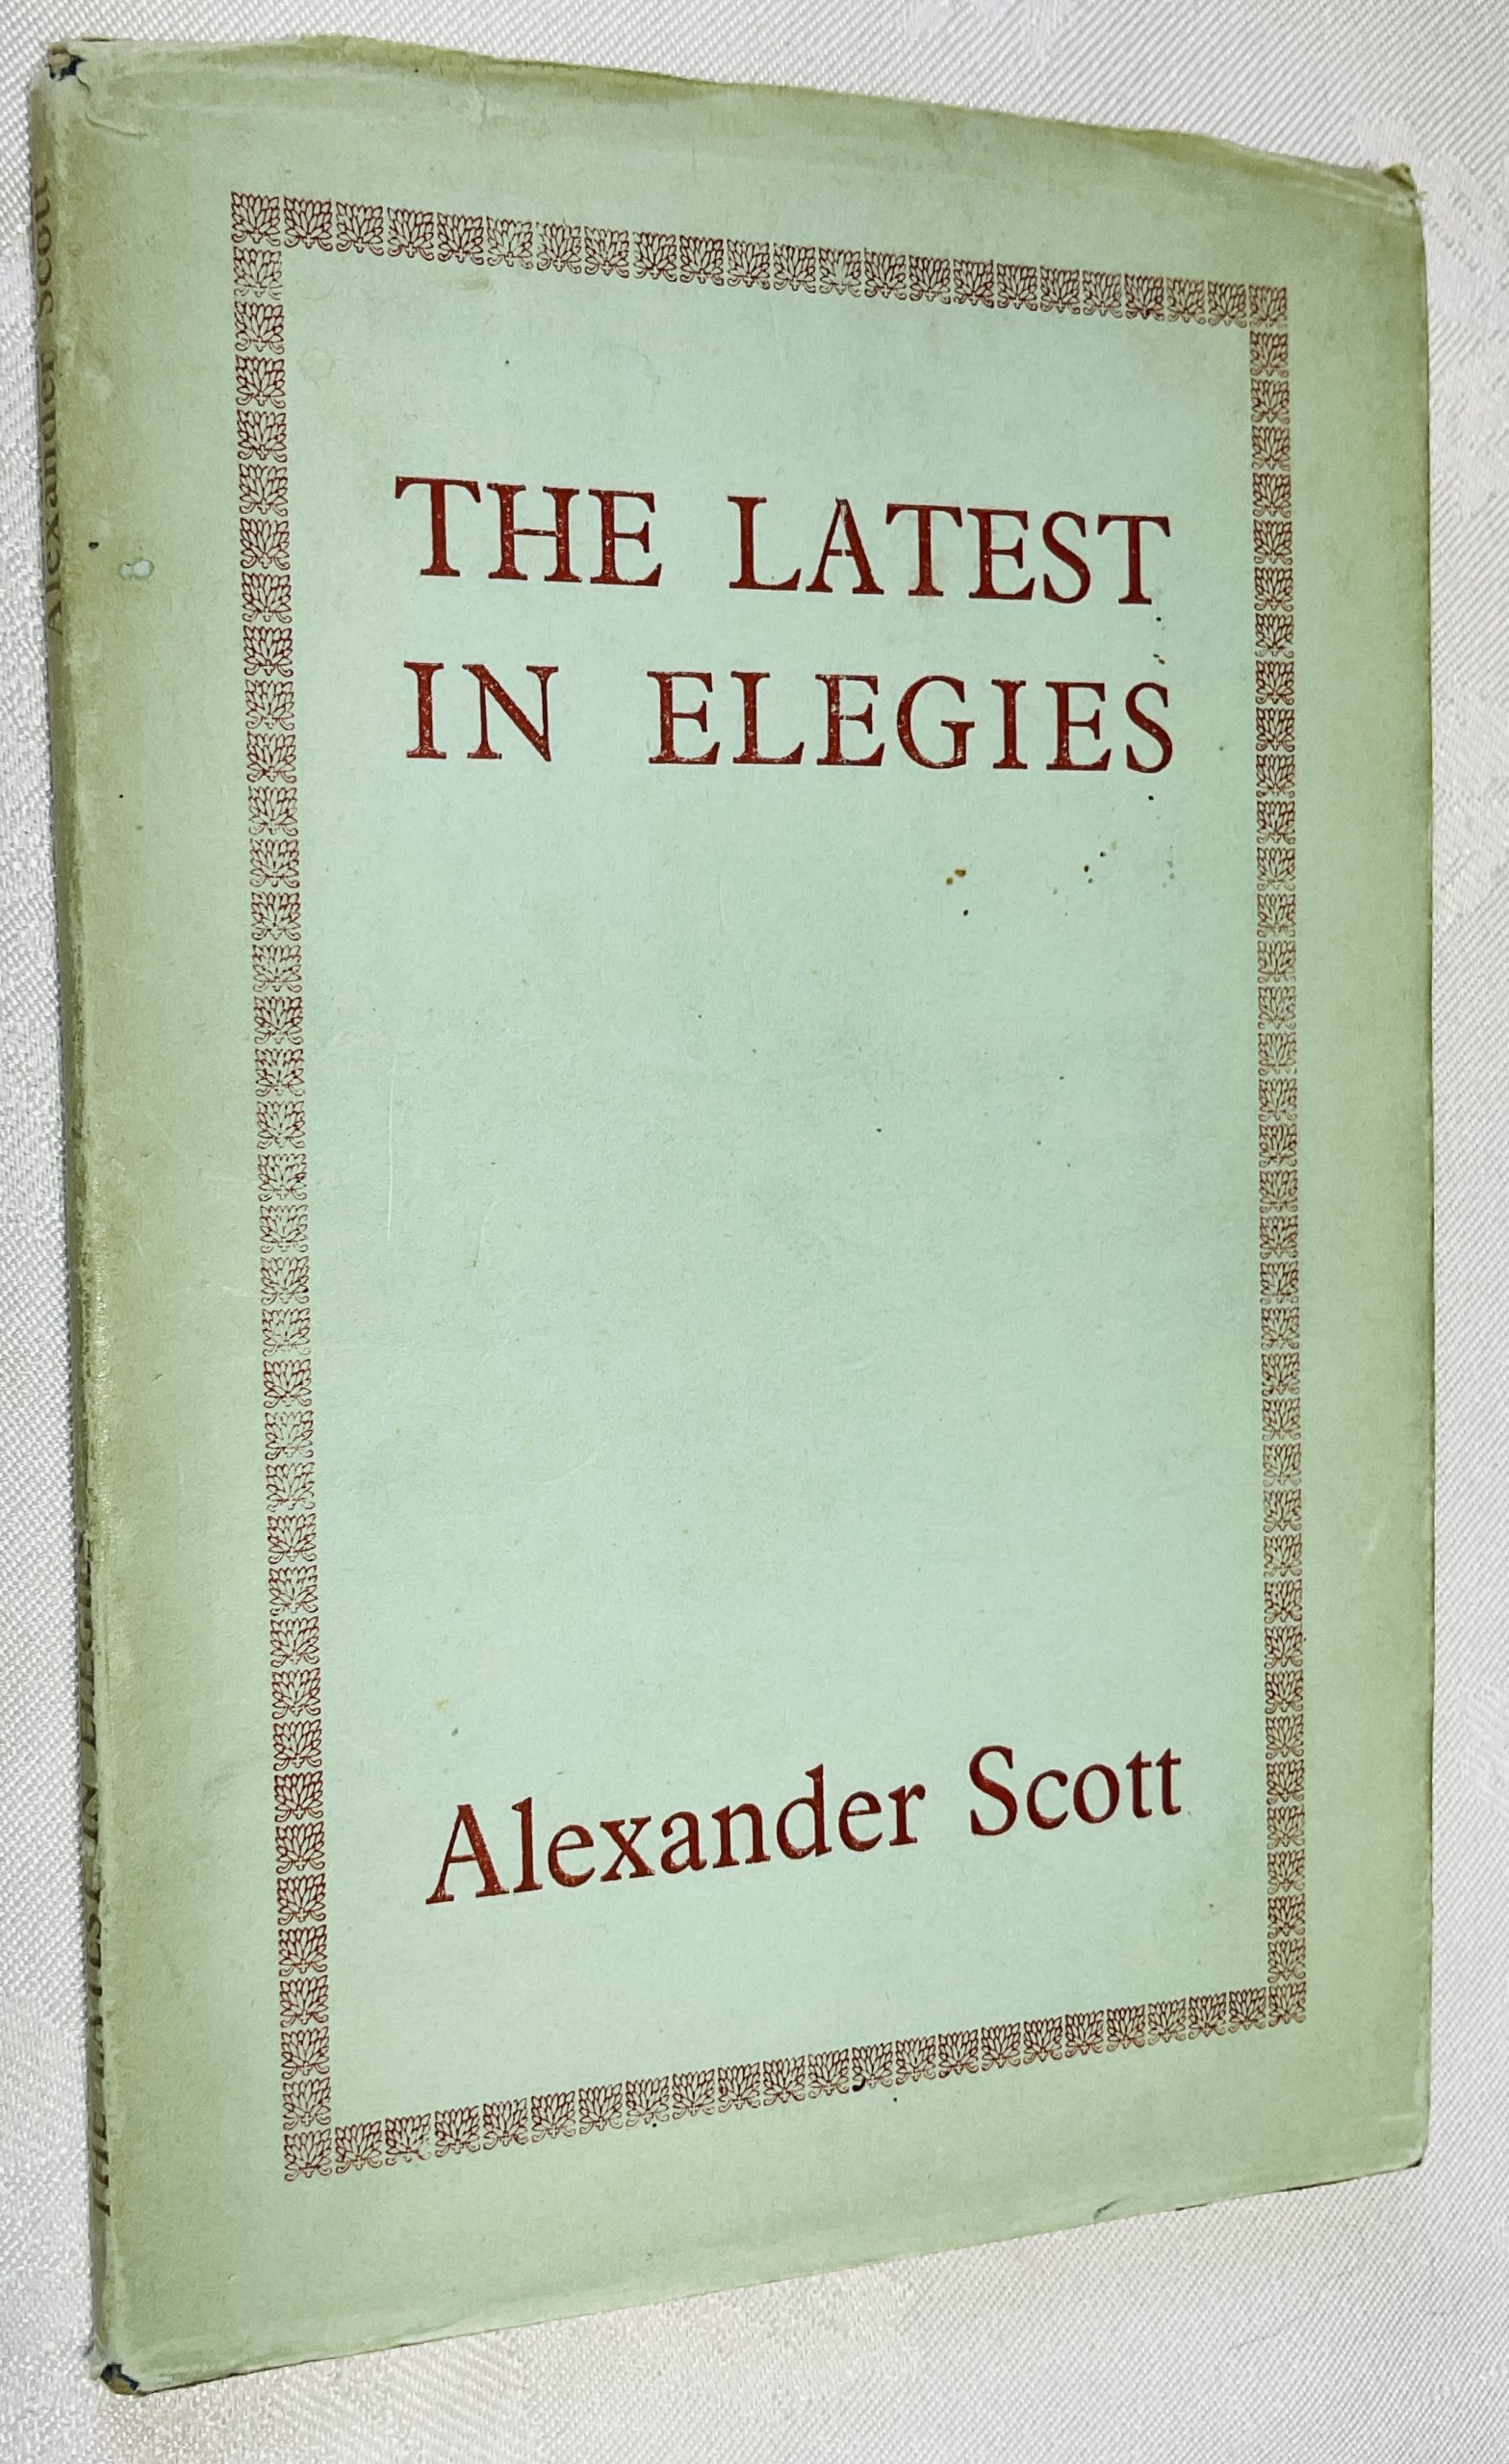 THE LATEST
IN ELEGIES
Alexander Scott
Alexander Scott
THE LATEST IN ELEGIES